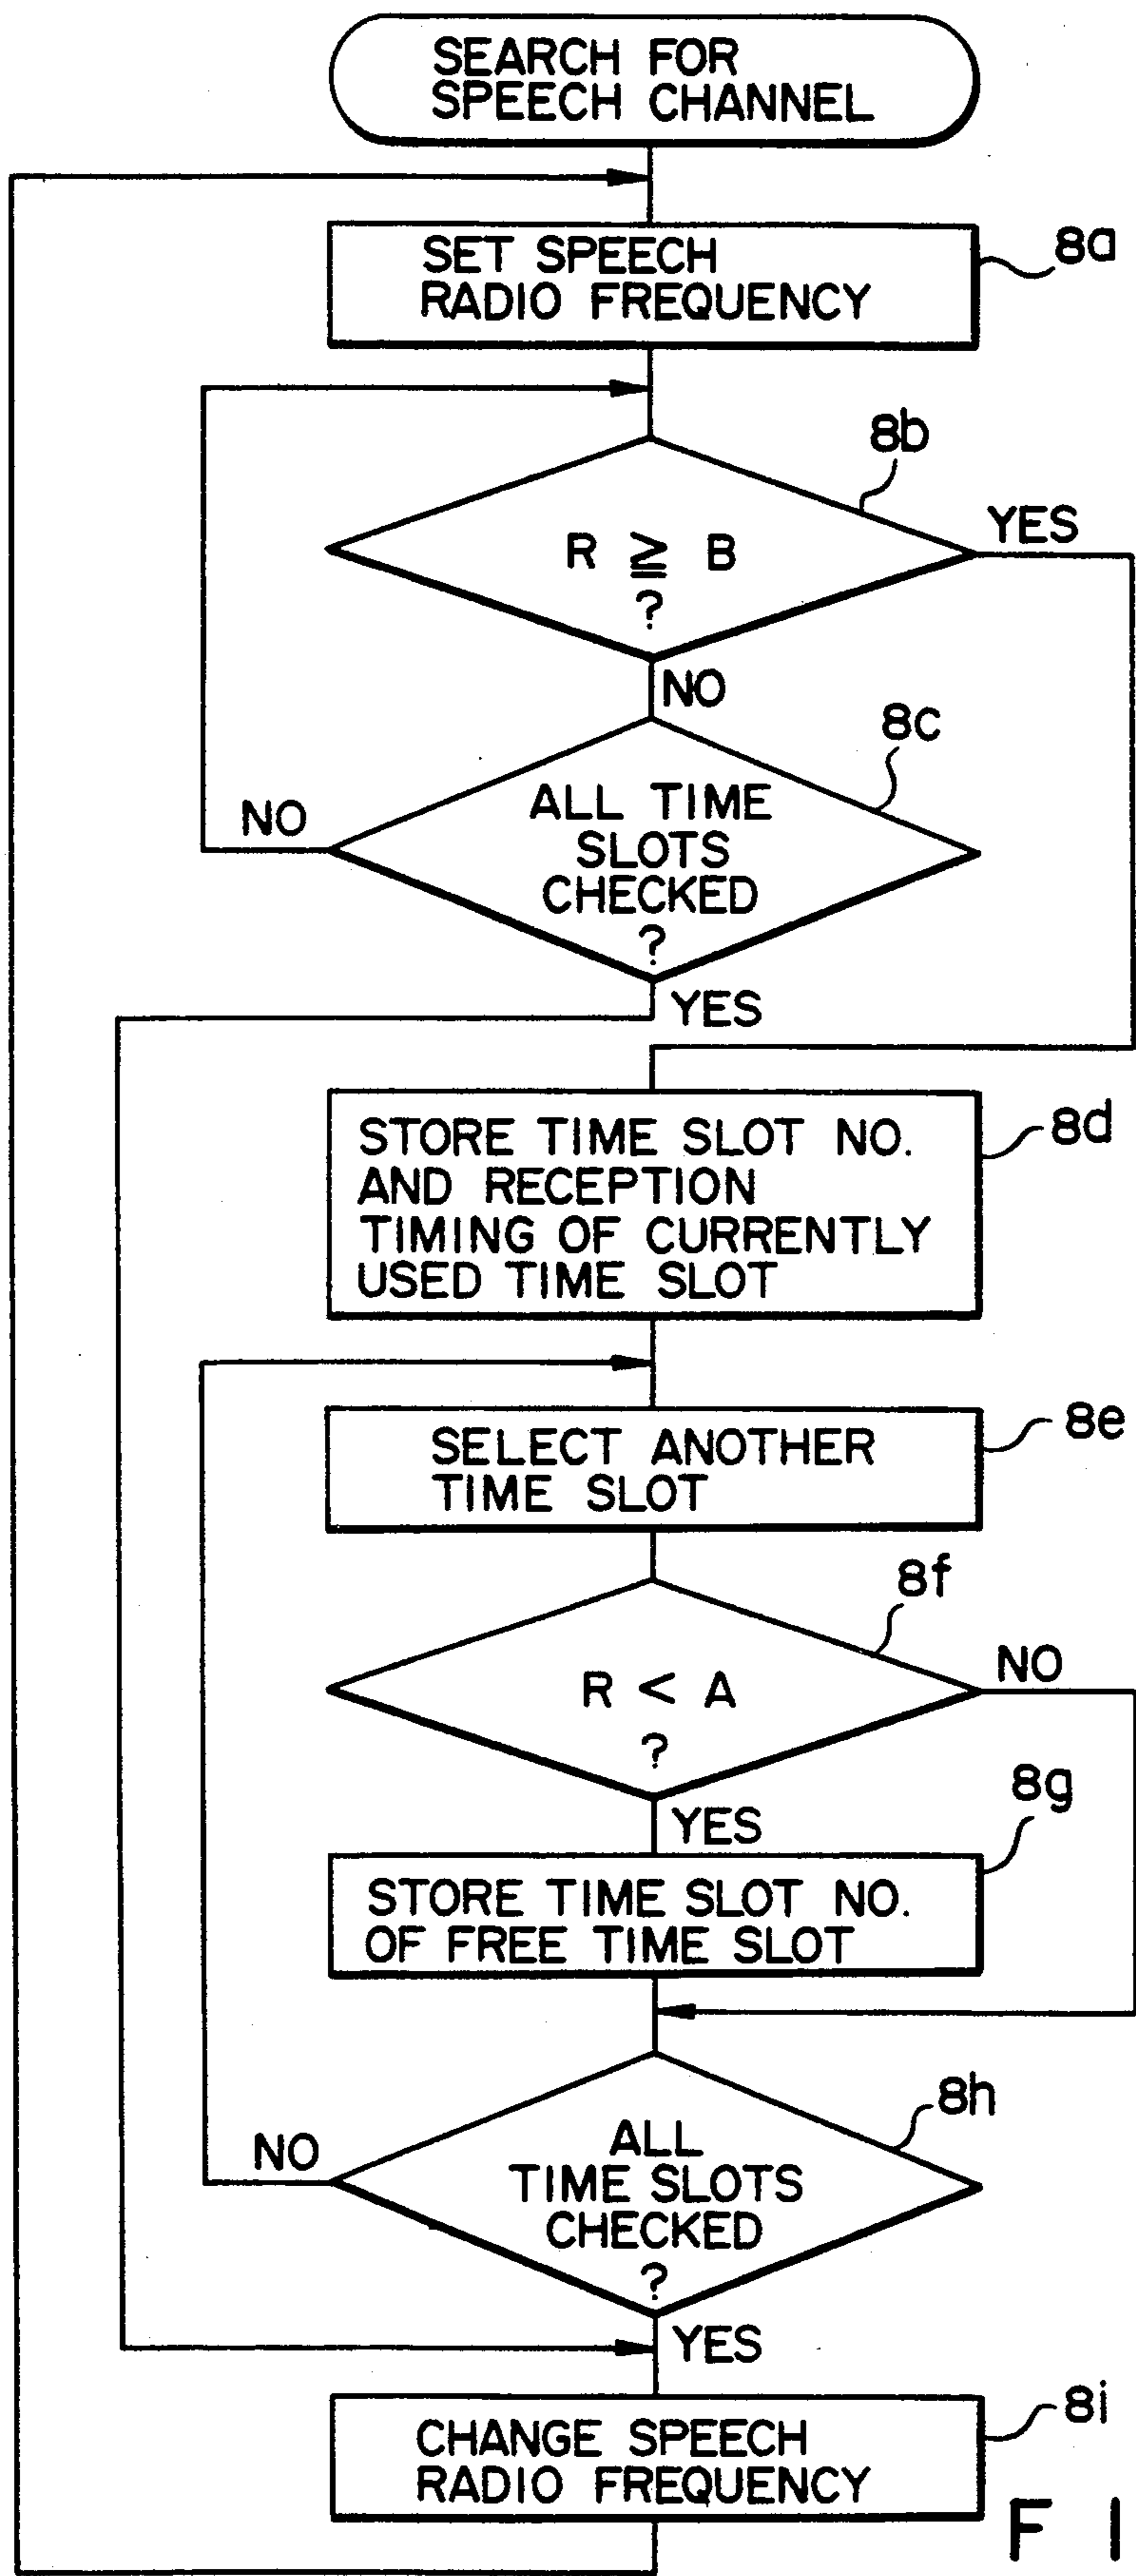 SEARCH FOR
SPEECH CHANNEL
SET SPEECH
RADIO FREQUENCY
8a
8b
R ≧ B
?
YES
NO
8c
ALL TIME
SLOTS
CHECKED
?
NO
YES
STORE TIME SLOT NO.
AND RECEPTION
TIMING OF CURRENTLY
USED TIME SLOT
8d
SELECT ANOTHER
TIME SLOT
8e
8f
R < A
?
NO
YES
8g
STORE TIME SLOT NO.
OF FREE TIME SLOT
8h
ALL
TIME SLOTS
CHECKED
?
NO
YES
8i
CHANGE SPEECH
RADIO FREQUENCY
F I